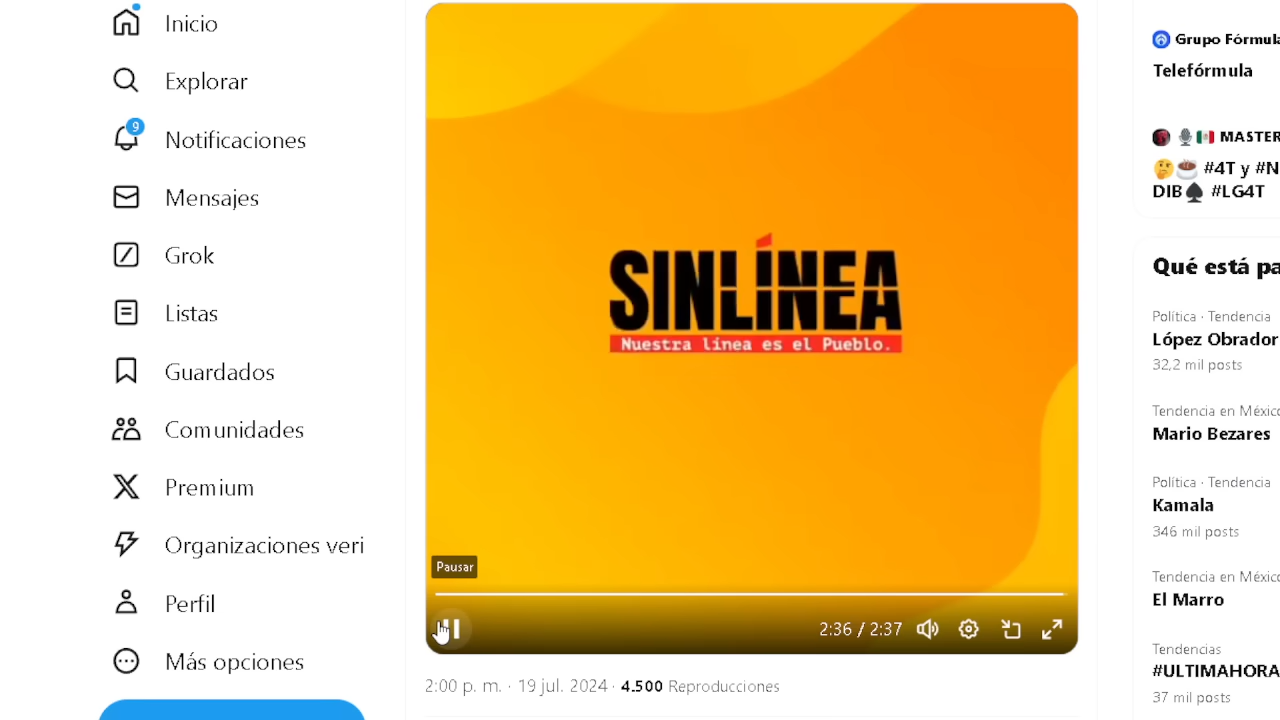 Inicio
Explorar
9
Notificaciones
Mensajes
Grok
Listas
Guardados
Comunidades
Premium
Organizaciones veri
Perfil
Más opciones
SINLÍNEA
Nuestra línea es el Pueblo.
Pausar
2:36 / 2:37
2:00 p. m. · 19 jul. 2024 · 4.500 Reproducciones
Grupo Fórmula
Telefórmula
MASTER
#4T y #N
DIB♠ #LG4T
Qué está pa
Política · Tendencia
López Obrador
32,2 mil posts
Tendencia en México
Mario Bezares
Política · Tendencia
Kamala
346 mil posts
Tendencia en México
El Marro
Tendencias
#ULTIMAHORA
37 mil posts